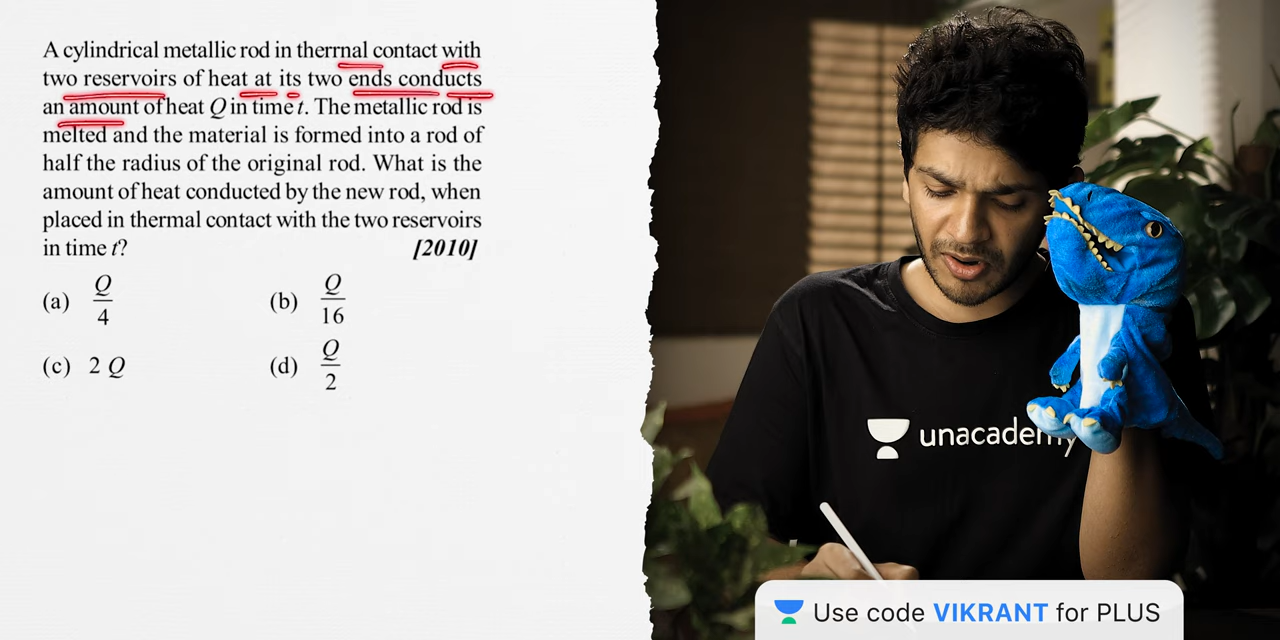 A cylindrical metallic rod in therrnal contact with
two reservoirs of heat at its two ends conducts
an amount of heat Q in time t. The metallic rod is
melted and the material is formed into a rod of
half the radius of the original rod. What is the
amount of heat conducted by the new rod, when
placed in thermal contact with the two reservoirs
in time t? [2010]
(a) Q/4 (b) Q/16
(c) 2 Q (d) Q/2
unacademy
Use code VIKRANT for PLUS